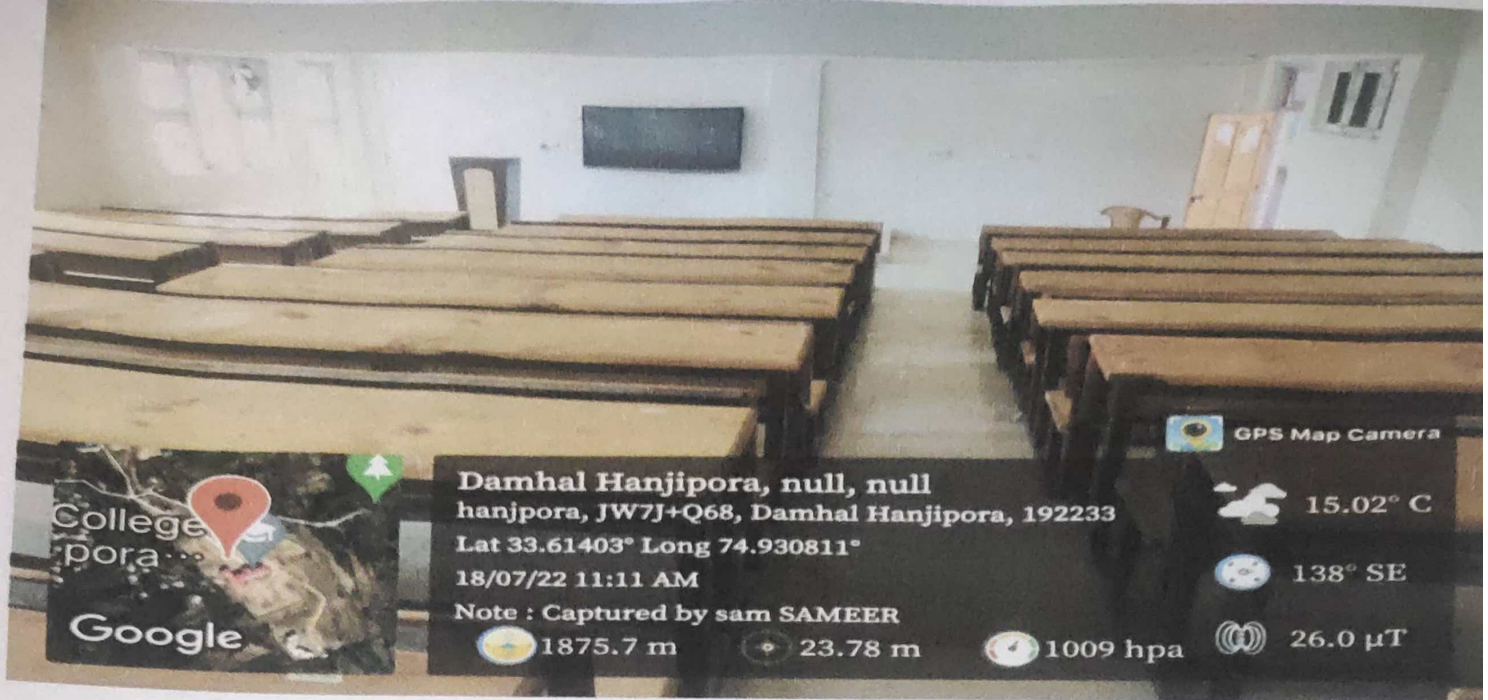 GPS Map Camera
College
pora...
Google
Damhal Hanjipora, null, null
hanjpora, JW7J+Q68, Damhal Hanjipora, 192233
Lat 33.61403° Long 74.930811°
18/07/22 11:11 AM
Note : Captured by sam SAMEER
1875.7 m
23.78 m
1009 hpa
15.02° C
138° SE
26.0 µT